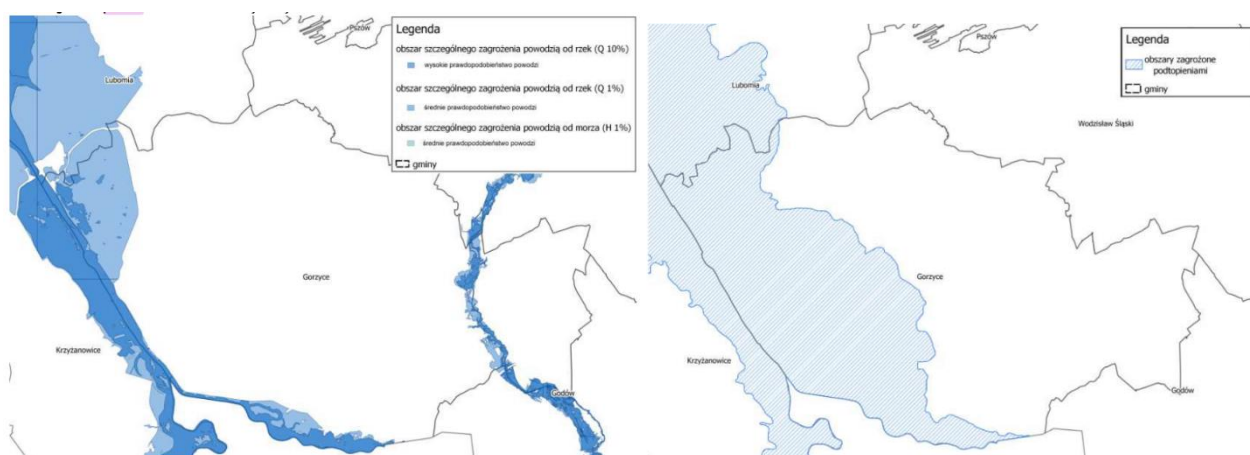 Legenda
obszar szczególnego zagrożenia powodzią od rzek (Q 10%)
wysokie prawdopodobieństwo powodzi
obszar szczególnego zagrożenia powodzią od rzek (Q 1%)
średnie prawdopodobieństwo powodzi
obszar szczególnego zagrożenia powodzią od morza (H 1%)
średnie prawdopodobieństwo powodzi
gminy
Pszów
Lubomia
Gorzyce
Krzyżanowice
Godów
Legenda
obszary zagrożone
podtopieniami
gminy
Pszów
Lubomia
Wodzisław Śląski
Gorzyce
Krzyżanowice
Godów